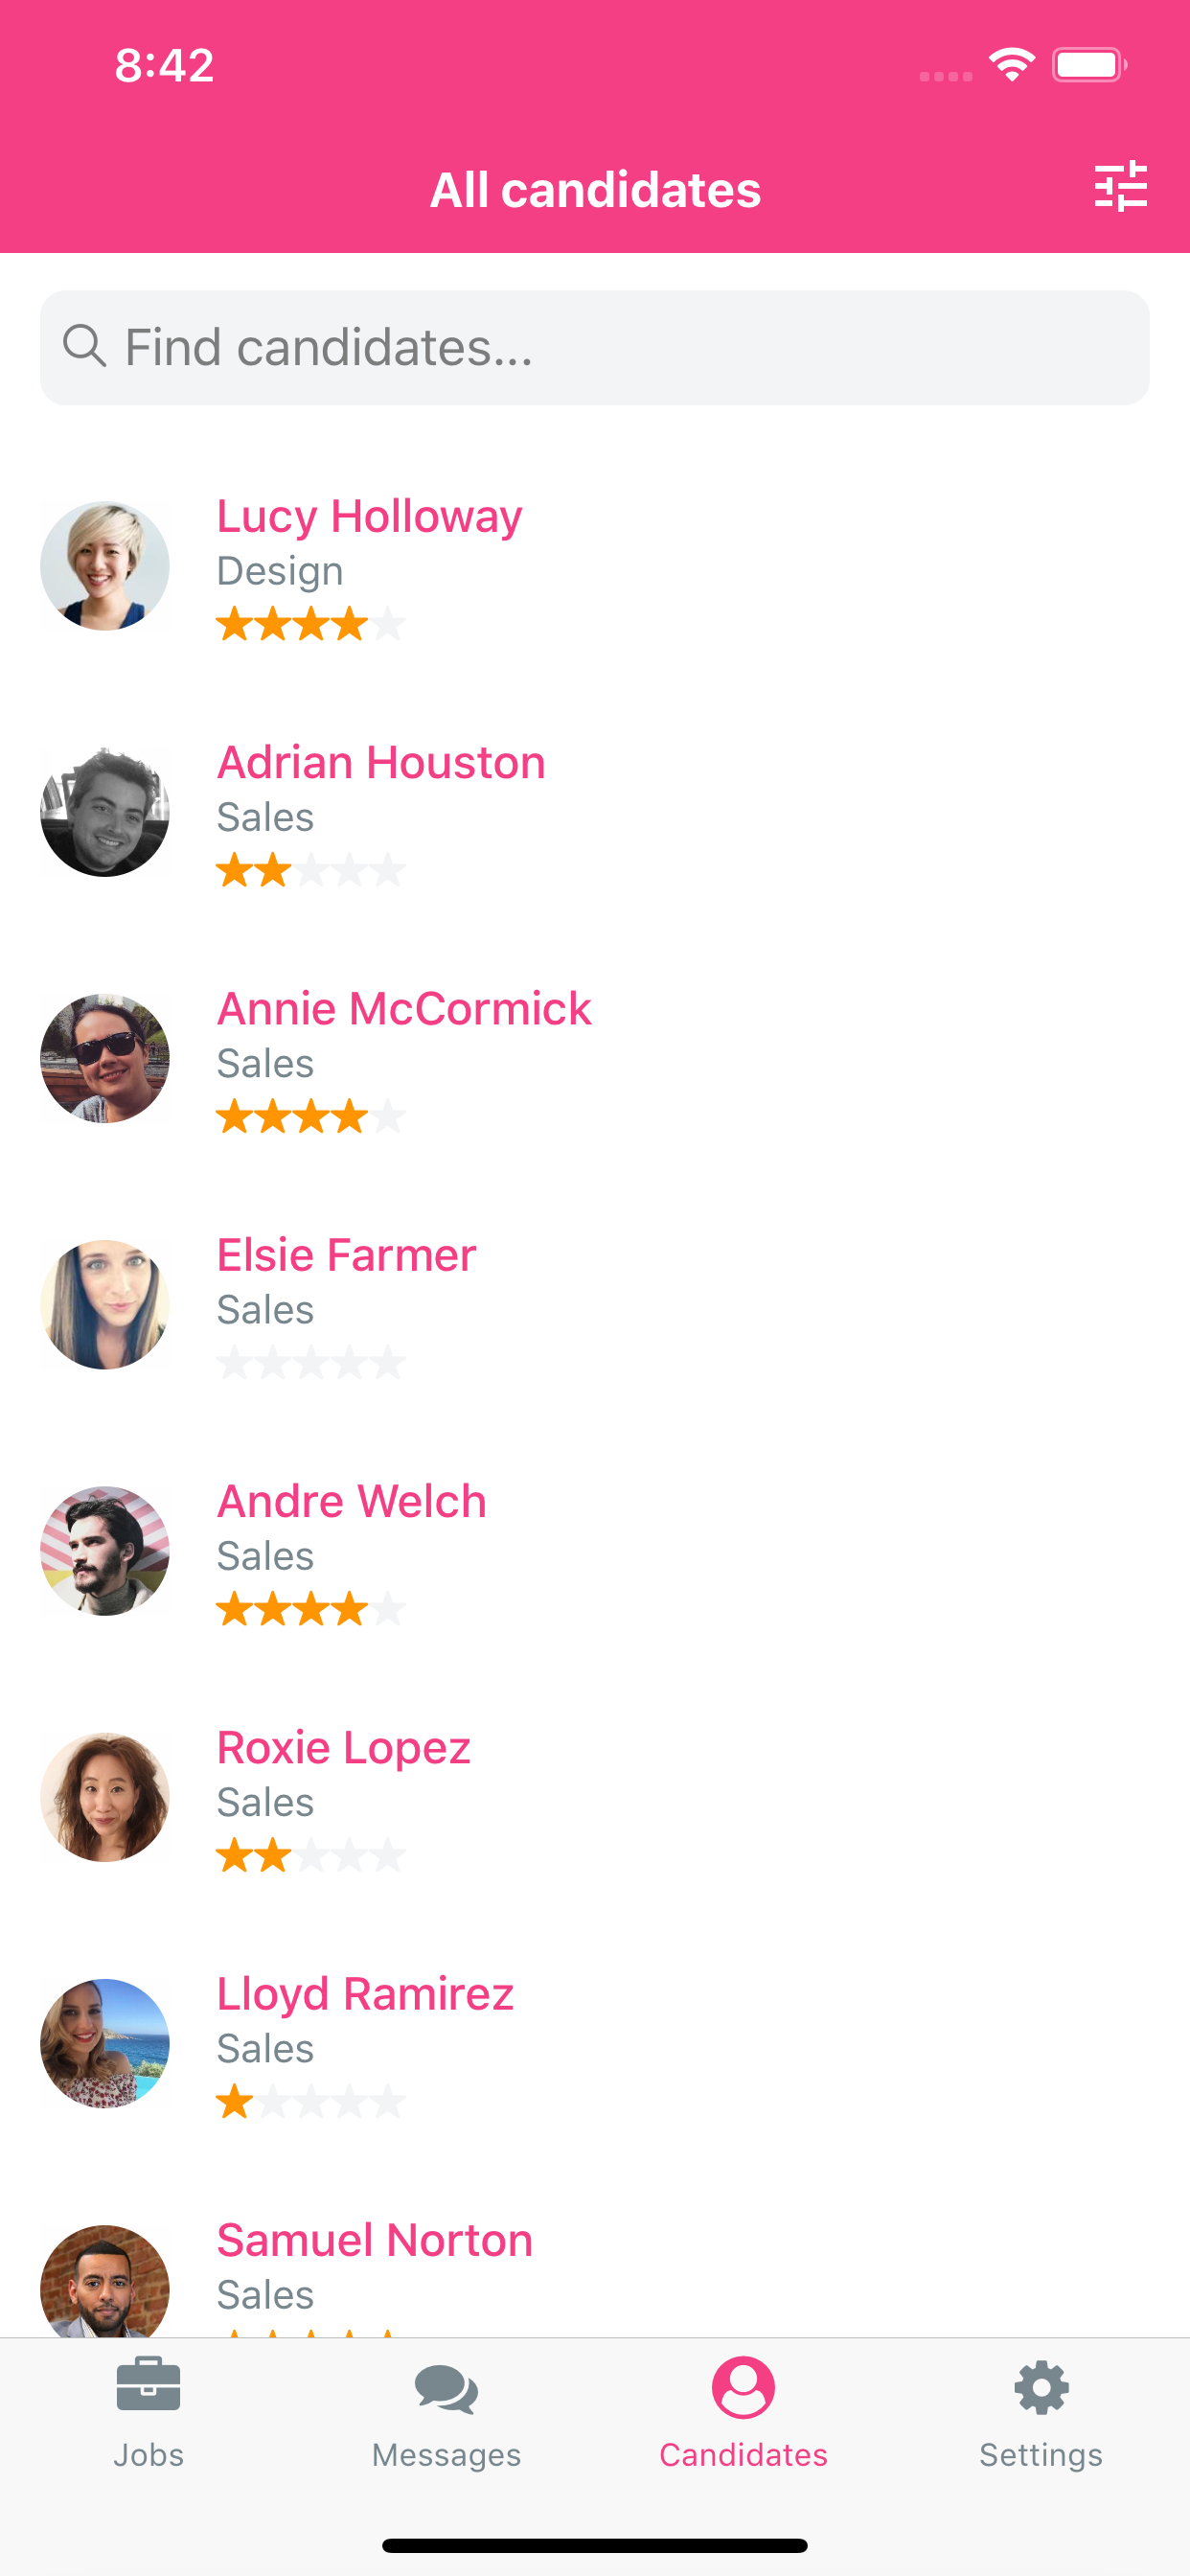 8:42
All candidates
Find candidates...
Lucy Holloway
Design
Adrian Houston
Sales
Annie McCormick
Sales
Elsie Farmer
Sales
Andre Welch
Sales
Roxie Lopez
Sales
Lloyd Ramirez
Sales
Samuel Norton
Sales
Jobs
Messages
Candidates
Settings